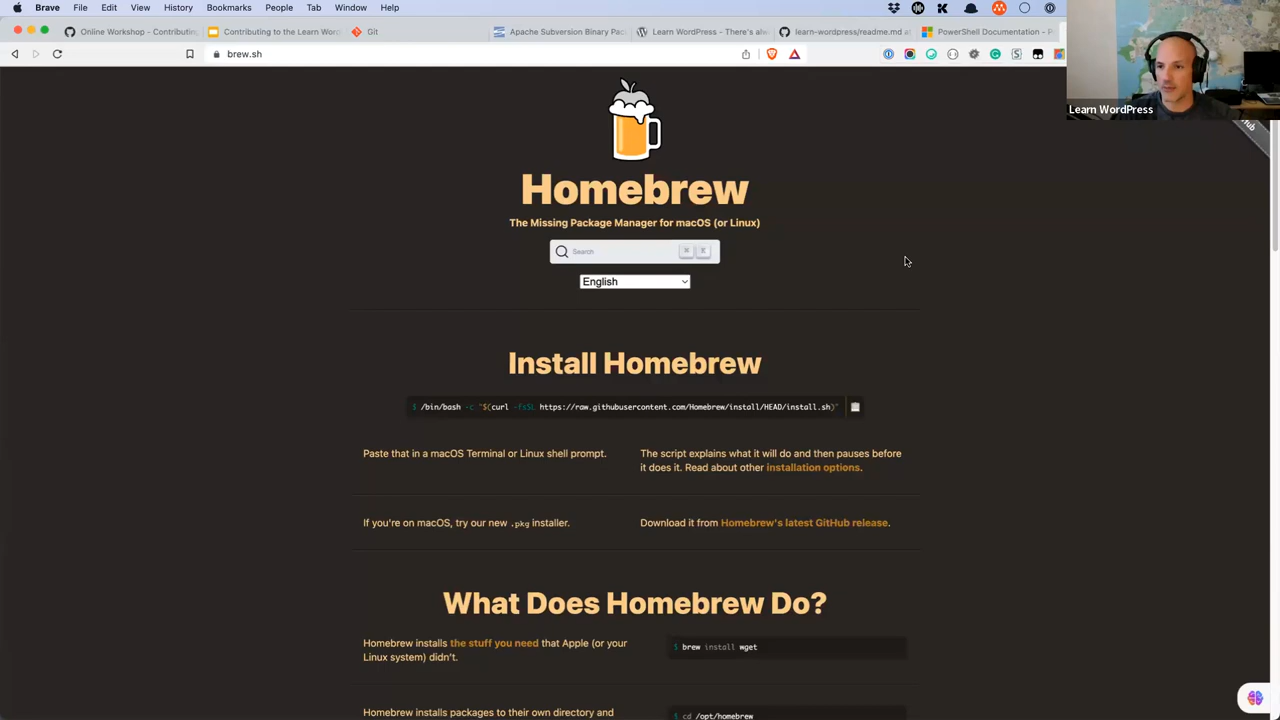 Brave File Edit View History Bookmarks People Tab Window Help
Online Workshop - Contributing
Contributing to the Learn Word
Git
Apache Subversion Binary Pac
Learn WordPress - There's alw
learn-wordpress/readme.md at
PowerShell Documentation - P
brew.sh
Learn WordPress
Homebrew
The Missing Package Manager for macOS (or Linux)
Search ⌘ K
English
Install Homebrew
$ /bin/bash -c "$(curl -fsSL https://raw.githubusercontent.com/Homebrew/install/HEAD/install.sh)"
Paste that in a macOS Terminal or Linux shell prompt.
The script explains what it will do and then pauses before
it does it. Read about other installation options.
If you're on macOS, try our new .pkg installer.
Download it from Homebrew's latest GitHub release.
What Does Homebrew Do?
Homebrew installs the stuff you need that Apple (or your
Linux system) didn't.
$ brew install wget
Homebrew installs packages to their own directory and
$ cd /opt/homebrew